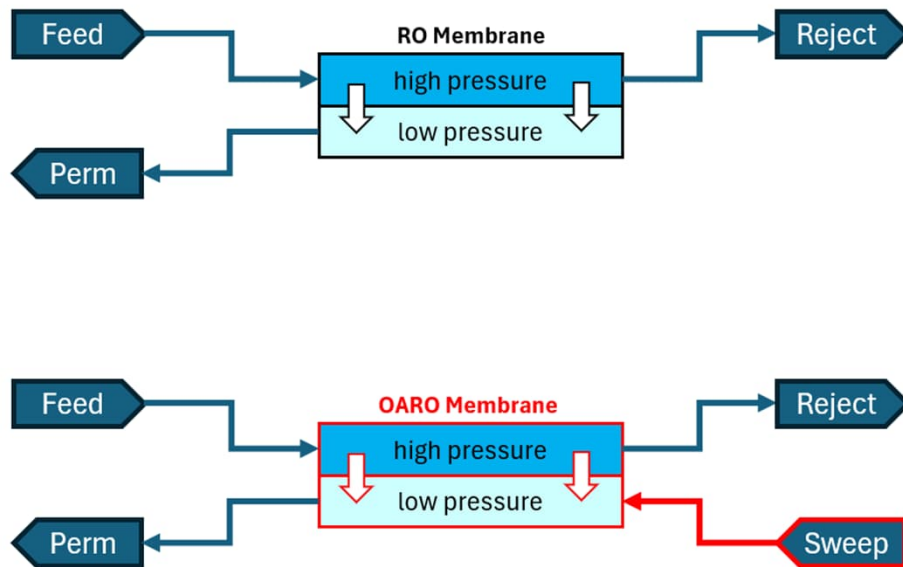 Feed
RO Membrane
Reject
high pressure
low pressure
Perm
Feed
OARO Membrane
Reject
high pressure
low pressure
Perm
Sweep